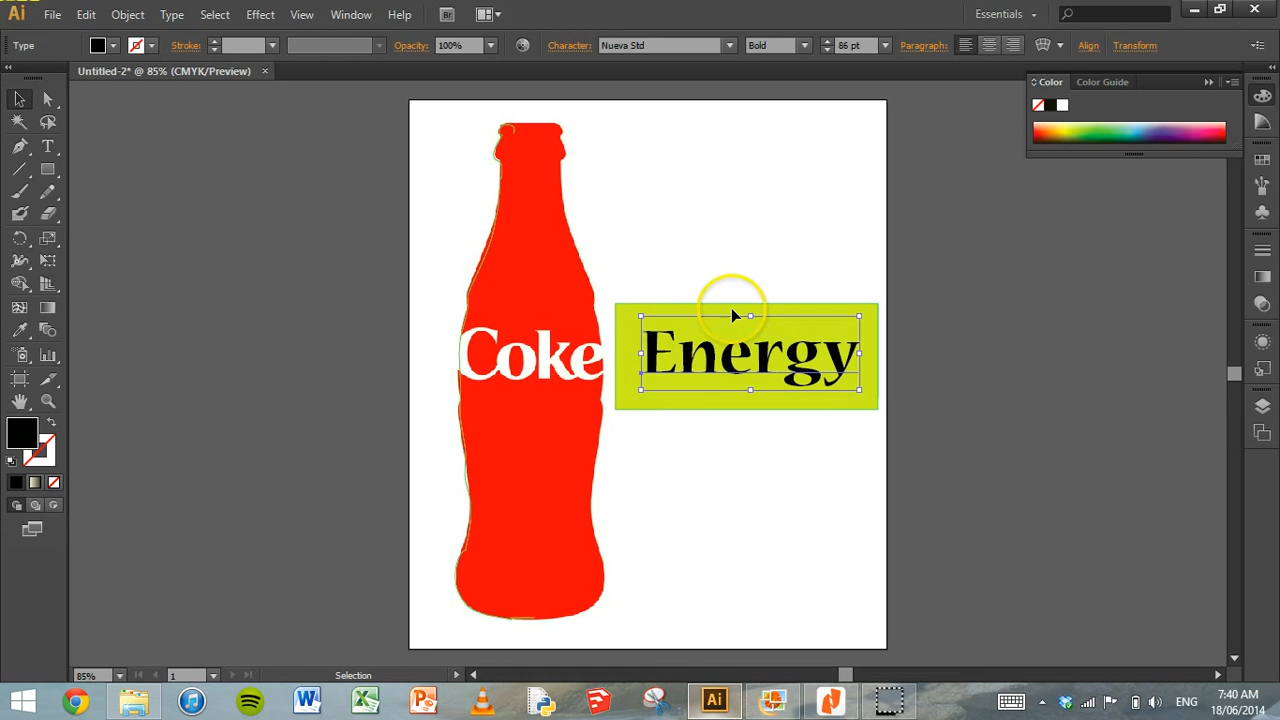 Ai File Edit Object Type Select Effect View Window Help Br Essentials
Type Stroke: Opacity: 100% Character: Nueva Std Bold 86 pt Paragraph: Align Transform
Untitled-2* @ 85% (CMYK/Preview) ×
Color Color Guide
Coke
Energy
85% 1 Selection
W X P Ai ENG 7:40 AM
18/06/2014